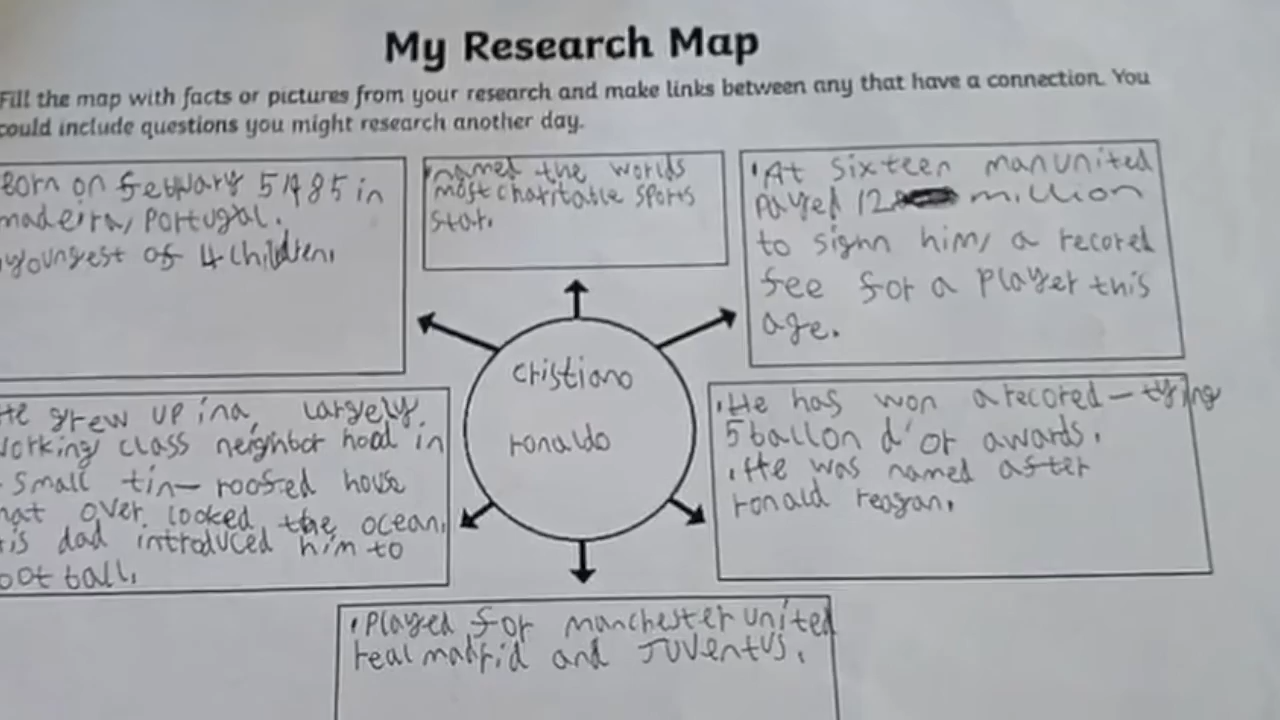 My Research Map
Fill the map with facts or pictures from your research and make links between any that have a connection. You
could include questions you might research another day.
Born on febuary 5 1985 in
madeira, Portugal.
youngest of 4 children.
named the worlds
most charitable sports
star.
At sixteen man united
payed 12 million
to signn him, a recored
fee for a player this
age.
cristiano
ronaldo
He grew up in a, largely,
working class neighbor hood in
small tin-roofed house
over looked the ocean.
dad introduced him to
ball.
He has won a recored-tying
5 ballon d'or awards.
He was named after
ronald reagan.
Played for manchester united
real madrid and Juventus.